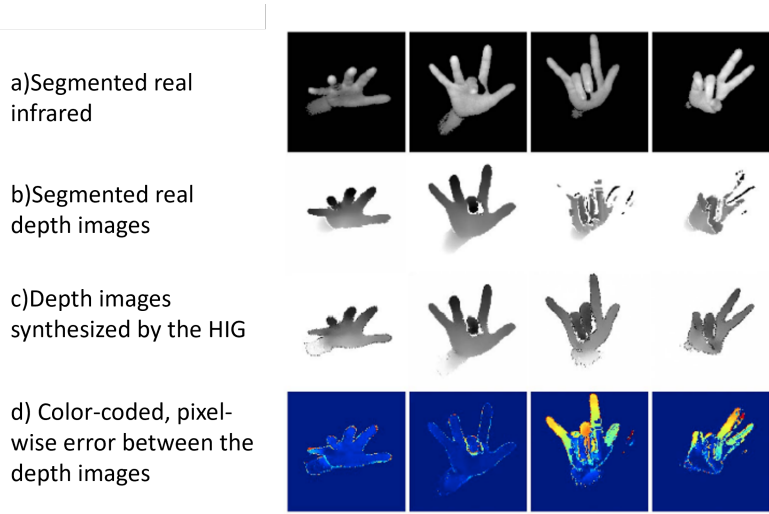 a)Segmented real
infrared
b)Segmented real
depth images
c)Depth images
synthesized by the HIG
d) Color-coded, pixel-
wise error between the
depth images